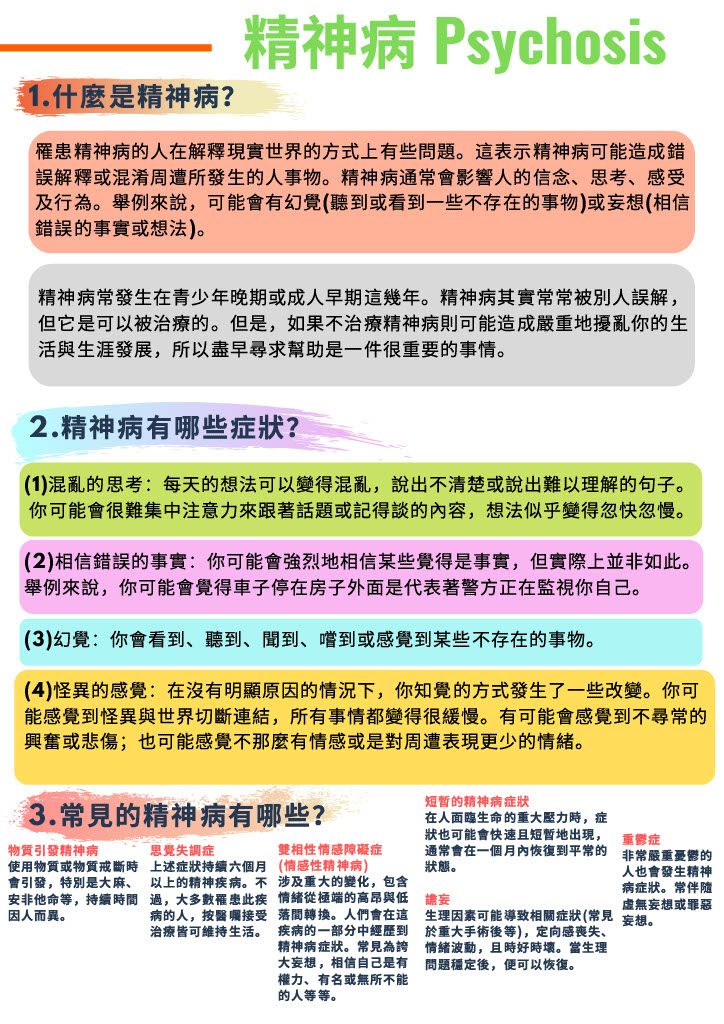 精神病 Psychosis
1.什麼是精神病?
罹患精神病的人在解釋現實世界的方式上有些問題。這表示精神病可能造成錯
誤解釋或混淆周遭所發生的人事物。精神病通常會影響人的信念、思考、感受
及行為。舉例來說，可能會有幻覺(聽到或看到一些不存在的事物)或妄想(相信
錯誤的事實或想法)。
精神病常發生在青少年晚期或成人早期這幾年。精神病其實常常被別人誤解，
但它是可以被治療的。但是，如果不治療精神病則可能造成嚴重地擾亂你的生
活與生涯發展，所以盡早尋求幫助是一件很重要的事情。
2.精神病有哪些症狀?
(1)混亂的思考：每天的想法可以變得混亂，說出不清楚或說出難以理解的句子。
你可能會很難集中注意力來跟著話題或記得談的內容，想法似乎變得忽快忽慢。
(2)相信錯誤的事實：你可能會強烈地相信某些覺得是事實，但實際上並非如此。
舉例來說，你可能會覺得車子停在房子外面是代表著警方正在監視你自己。
(3)幻覺：你會看到、聽到、聞到、嚐到或感覺到某些不存在的事物。
(4)怪異的感覺：在沒有明顯原因的情況下，你知覺的方式發生了一些改變。你可
能感覺到怪異與世界切斷連結，所有事情都變得很緩慢。有可能會感覺到不尋常的
興奮或悲傷；也可能感覺不那麼有情感或是對周遭表現更少的情緒。
3.常見的精神病有哪些?
物質引發精神病
使用物質或物質戒斷時
會引發，特別是大麻、
安非他命等，持續時間
因人而異。
思覺失調症
上述症狀持續六個月
以上的精神疾病。不
過，大多數罹患此疾
病的人，按醫囑接受
治療皆可維持生活。
雙相性情感障礙症
(情感性精神病)
涉及重大的變化，包含
情緒從極端的高昂與低
落間轉換。人們會在這
疾病的一部分中經歷到
精神病症狀。常見為誇
大妄想，相信自己是有
權力、有名或無所不能
的人等等。
短暫的精神病症狀
在人面臨生命的重大壓力時，症
狀也可能會快速且短暫地出現，
通常會在一個月內恢復到平常的
狀態。
譫妄
生理因素可能導致相關症狀(常見
於重大手術後等)，定向感喪失、
情緒波動，且時好時壞。當生理
問題穩定後，便可以恢復。
重鬱症
非常嚴重憂鬱的
人也會發生精神
病症狀。常伴隨
虛無妄想或罪惡
妄想。